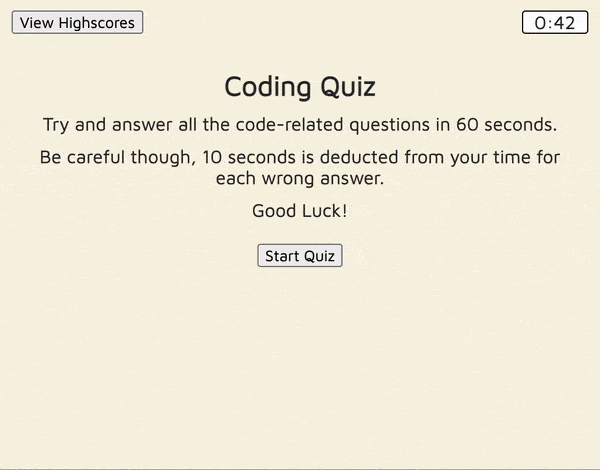 View Highscores
0:42
Coding Quiz
Try and answer all the code-related questions in 60 seconds.
Be careful though, 10 seconds is deducted from your time for
each wrong answer.
Good Luck!
Start Quiz